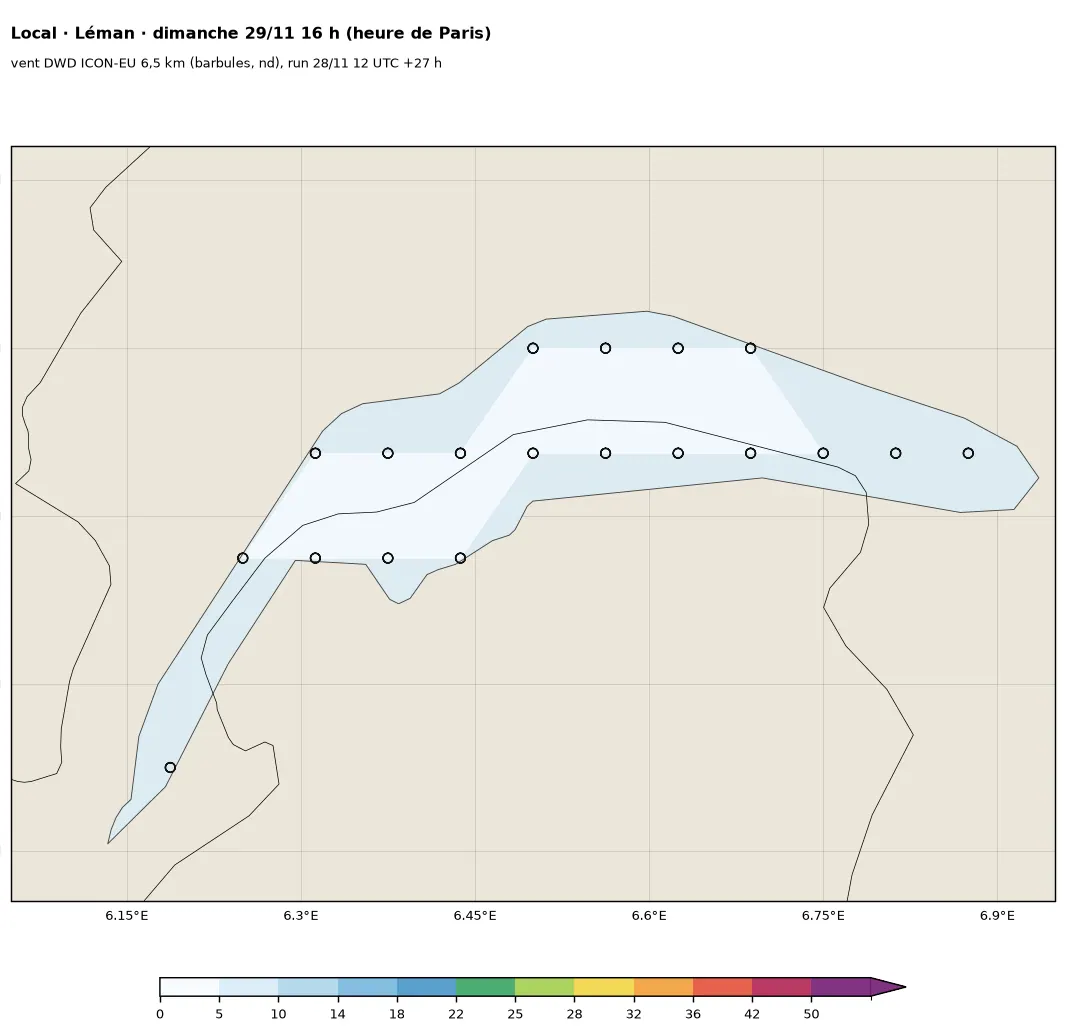 Local · Léman · dimanche 29/11 16 h (heure de Paris)
vent DWD ICON-EU 6,5 km (barbules, nd), run 28/11 12 UTC +27 h
6.15°E 6.3°E 6.45°E 6.6°E 6.75°E 6.9°E
0 5 10 14 18 22 25 28 32 36 42 50